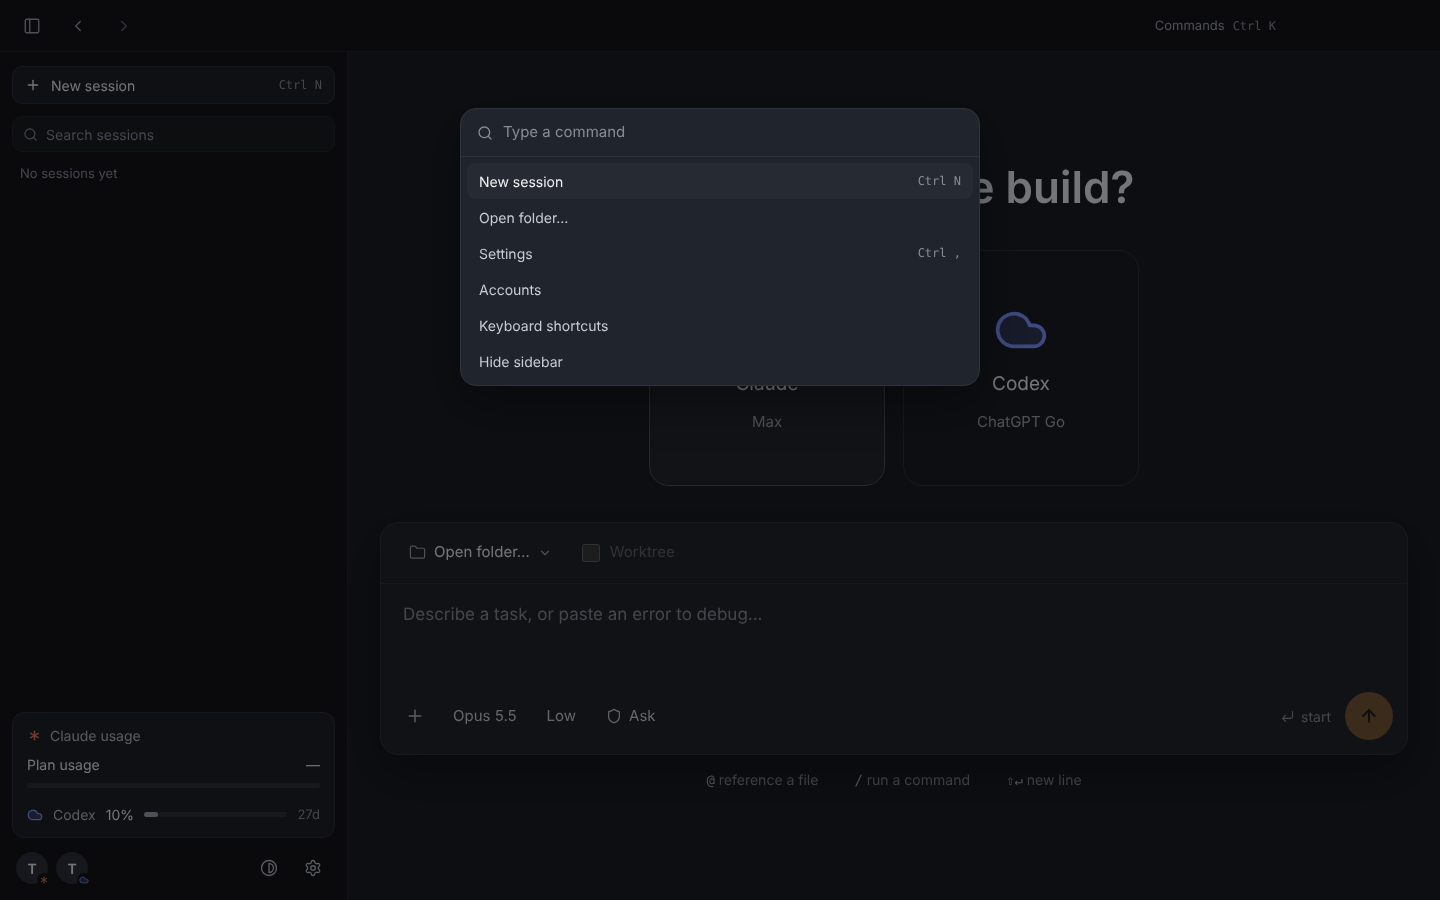 Commands Ctrl K
New session Ctrl N
Search sessions
No sessions yet
Type a command
New session Ctrl N
Open folder...
Settings Ctrl ,
Accounts
Keyboard shortcuts
Hide sidebar
build?
Claude
Max
Codex
ChatGPT Go
Open folder...
Worktree
Describe a task, or paste an error to debug...
Opus 5.5 Low Ask
↵ start
@ reference a file / run a command ⇧↵ new line
Claude usage
Plan usage —
Codex 10% 27d
T T